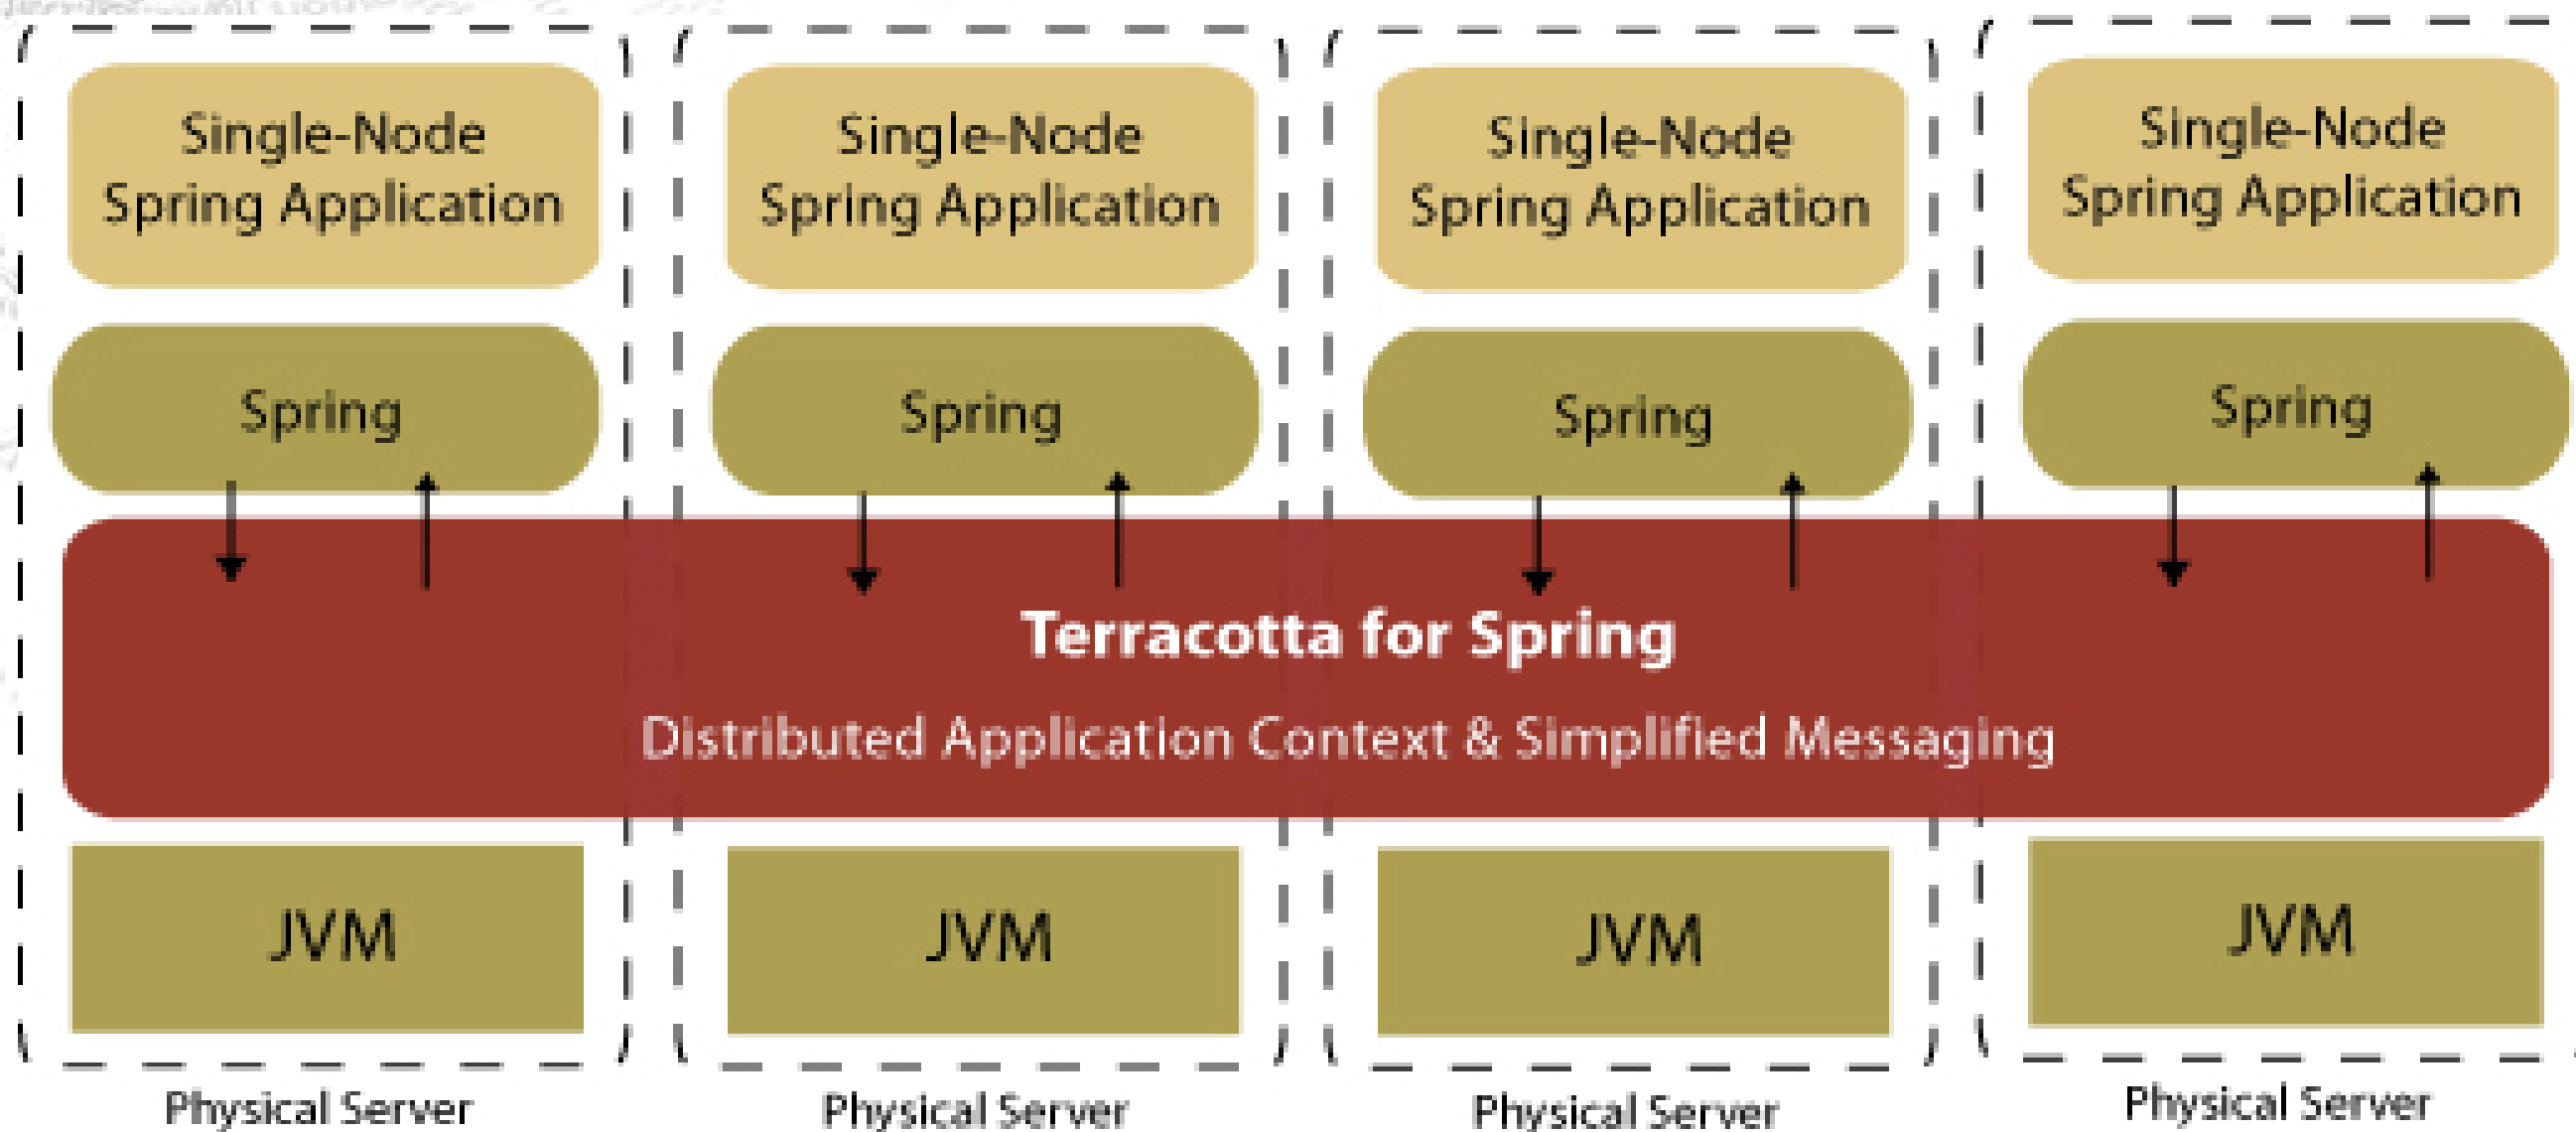 Single-Node
Spring Application
Single-Node
Spring Application
Single-Node
Spring Application
Single-Node
Spring Application
Spring
Spring
Spring
Spring
Terracotta for Spring
Distributed Application Context & Simplified Messaging
JVM
JVM
JVM
JVM
Physical Server
Physical Server
Physical Server
Physical Server